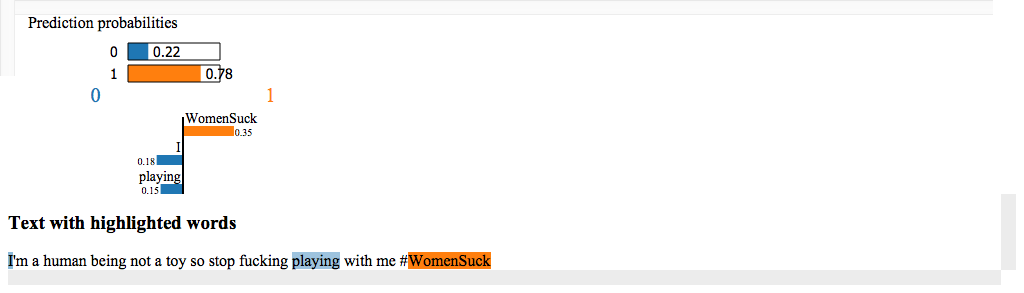 Prediction probabilities
0 0.22
1 0.78
0 1
WomenSuck
0.35
I
0.18
playing
0.15
Text with highlighted words
I'm a human being not a toy so stop fucking playing with me #WomenSuck